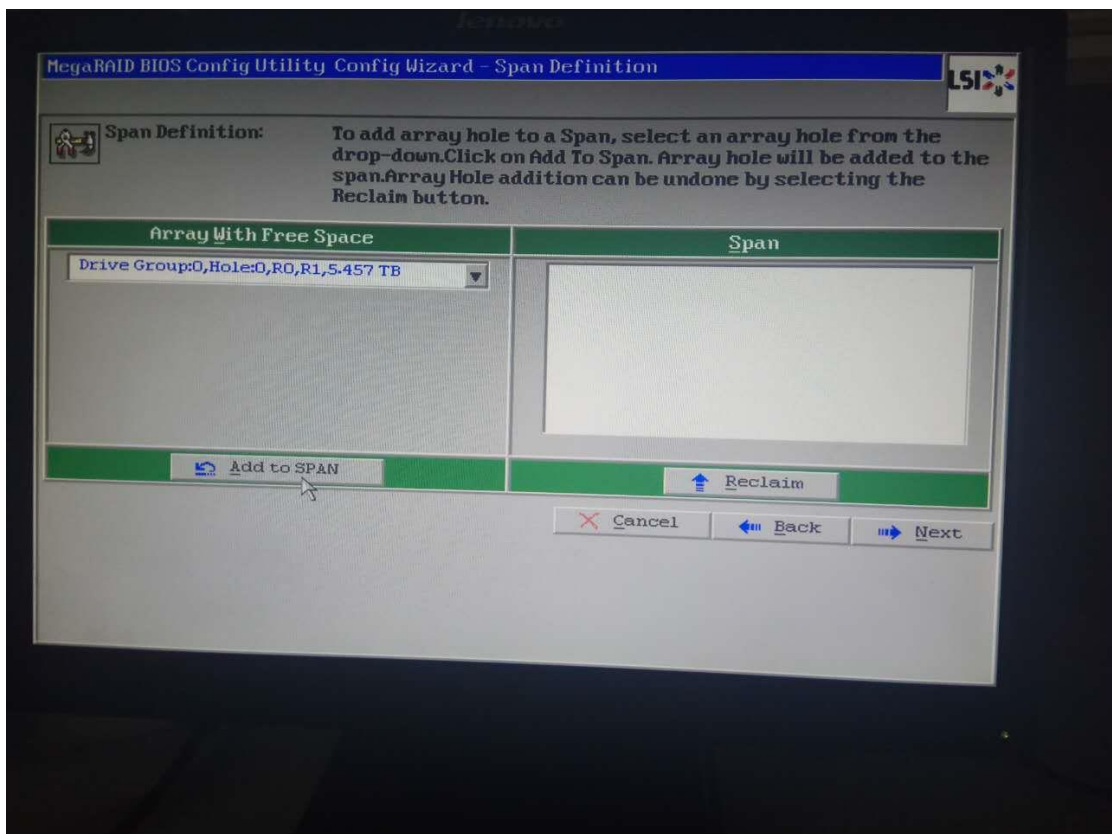 lenovo
MegaRAID BIOS Config Utility Config Wizard - Span Definition
LSI
Span Definition:
To add array hole to a Span, select an array hole from the
drop-down.Click on Add To Span. Array hole will be added to the
span.Array Hole addition can be undone by selecting the
Reclaim button.
Array With Free Space
Span
Drive Group:0,Hole:0,R0,R1,5.457 TB
Add to SPAN
Reclaim
Cancel
Back
Next